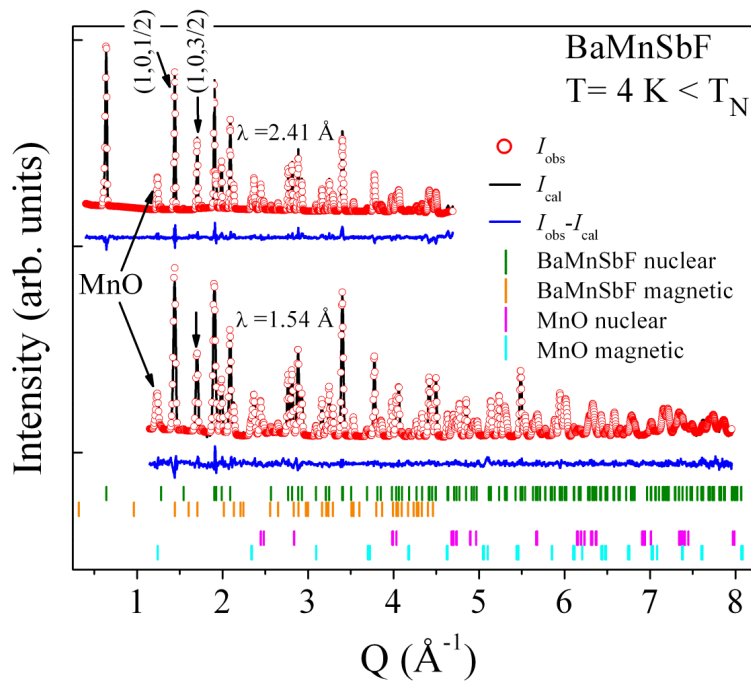 BaMnSbF
T= 4 K < T_N
(1,0,1/2)
(1,0,3/2)
λ =2.41 Å
I_obs
I_cal
I_obs-I_cal
BaMnSbF nuclear
BaMnSbF magnetic
MnO nuclear
MnO magnetic
MnO
λ =1.54 Å
Intensity (arb. units)
1 2 3 4 5 6 7 8
Q (Å^-1)